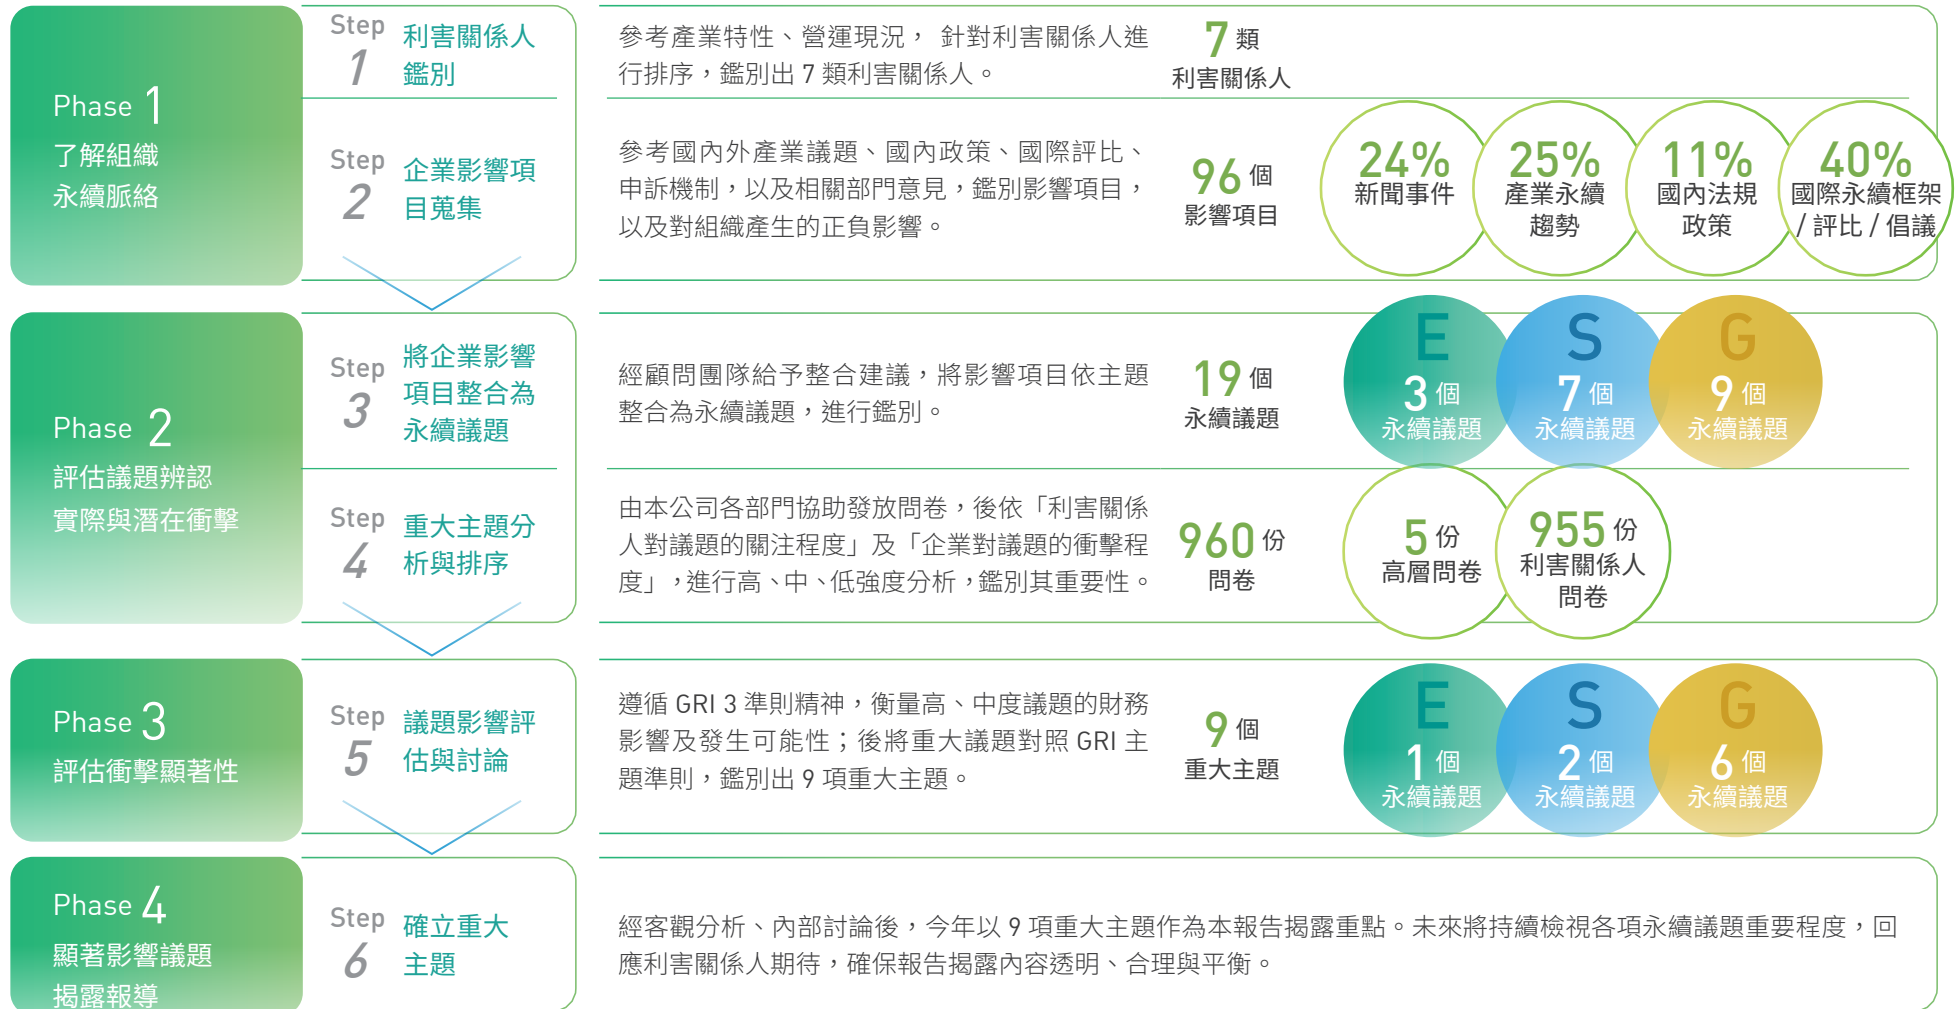 Phase 1
了解組織
永續脈絡
Step 1
利害關係人
鑑別
參考產業特性、營運現況， 針對利害關係人進
行排序，鑑別出 7 類利害關係人。
7 類
利害關係人
Step 2
企業影響項
目蒐集
參考國內外產業議題、國內政策、國際評比、
申訴機制，以及相關部門意見，鑑別影響項目，
以及對組織產生的正負影響。
96 個
影響項目
24%
新聞事件
25%
產業永續
趨勢
11%
國內法規
政策
40%
國際永續框架
/ 評比 / 倡議
Phase 2
評估議題辨認
實際與潛在衝擊
Step 3
將企業影響
項目整合為
永續議題
經顧問團隊給予整合建議，將影響項目依主題
整合為永續議題，進行鑑別。
19 個
永續議題
E
3 個
永續議題
S
7 個
永續議題
G
9 個
永續議題
Step 4
重大主題分
析與排序
由本公司各部門協助發放問卷，後依「利害關係
人對議題的關注程度」及「企業對議題的衝擊程
度」，進行高、中、低強度分析，鑑別其重要性。
960 份
問卷
5 份
高層問卷
955 份
利害關係人
問卷
Phase 3
評估衝擊顯著性
Step 5
議題影響評
估與討論
遵循 GRI 3 準則精神，衡量高、中度議題的財務
影響及發生可能性；後將重大議題對照 GRI 主
題準則，鑑別出 9 項重大主題。
9 個
重大主題
E
1 個
永續議題
S
2 個
永續議題
G
6 個
永續議題
Phase 4
顯著影響議題
揭露報導
Step 6
確立重大
主題
經客觀分析、內部討論後，今年以 9 項重大主題作為本報告揭露重點。未來將持續檢視各項永續議題重要程度，回
應利害關係人期待，確保報告揭露內容透明、合理與平衡。